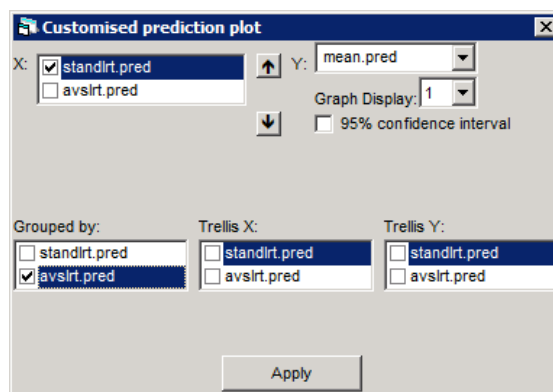 Customised prediction plot
X: standlrt.pred
avslrt.pred
Y: mean.pred
Graph Display: 1
95% confidence interval
Grouped by: Trellis X: Trellis Y:
standlrt.pred standlrt.pred standlrt.pred
avslrt.pred avslrt.pred avslrt.pred
Apply